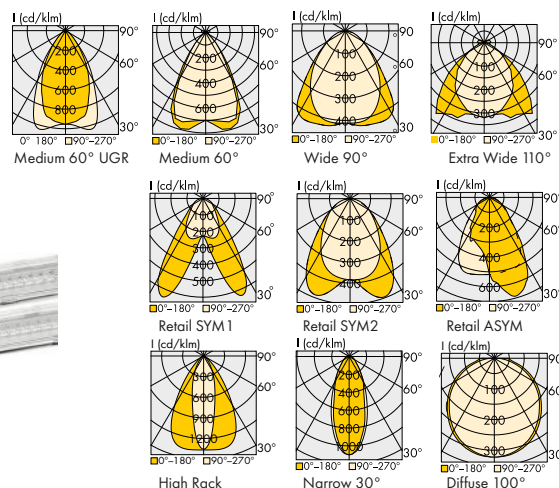 I (cd/klm) I (cd/klm) I (cd/klm) I (cd/klm)
90° 90° 90° 90°
60° 60° 60° 60°
30° 30° 30° 30°
200 400 600 800
200 400 600
100 200 300 400
200 300
0° 180° 90°–270° 0°–180° 90°–270° 0°–180° 90°–270° 0°–180° 90°–270°
Medium 60° UGR Medium 60° Wide 90° Extra Wide 110°
I (cd/klm) I (cd/klm) I (cd/klm)
90° 90° 90°
60° 60° 60°
30° 30° 30°
100 200 300 400 500
100 200 300 400
200 400 600
0°–180° 90°–270° 0°–180° 90°–270° 0°–180° 90°–270°
Retail SYM1 Retail SYM2 Retail ASYM
I (cd/klm) I (cd/klm) I (cd/klm)
90° 90° 90°
60° 60° 60°
30° 30° 30
300 600 900 1200
200 400 600 800 1000
100 200 300
0°–180° 90°–270° 0°–180° 90°–270° 0°–180° 90°–270°
High Rack Narrow 30° Diffuse 100°